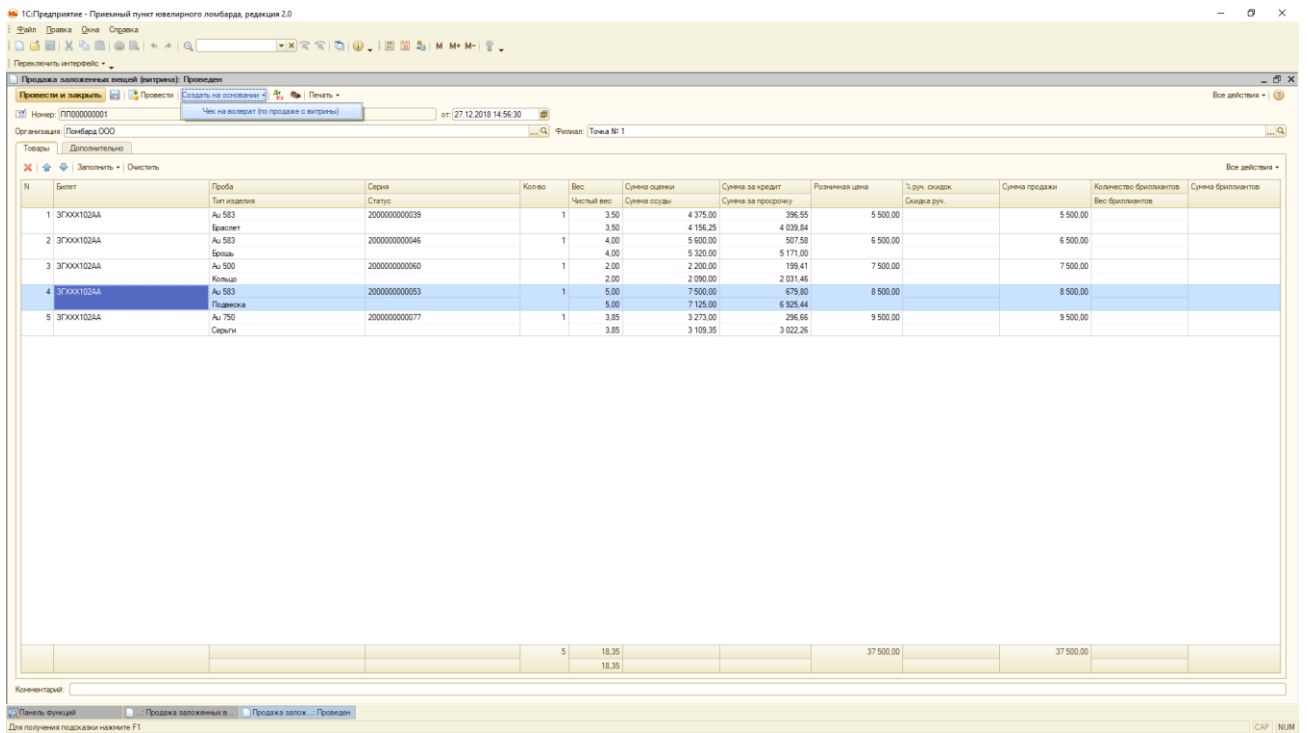 1С:Предприятие - Приемный пункт ювелирного ломбарда, редакция 2.0
Файл Правка Окна Справка
M M+ M-
Переключить интерфейс
Продажа заложенных вещей (витрина): Проведен
Провести и закрыть Провести Создать на основании Печать Все действия
Чек на возврат (по продаже с витрины)
Номер: ПП000000001 от: 27.12.2018 14:56:30
Организация: Ломбард ООО ... Филиал: Точка № 1 ...
Товары Дополнительно
Заполнить Очистить Все действия
N Билет Проба Серия Кол-во Вес Сумма оценки Сумма за кредит Розничная цена % руч. скидок Сумма продажи Количество бриллиантов Сумма бриллиантов
Тип изделия Статус Чистый вес Сумма ссуды Сумма за просрочку Скидка руч. Вес бриллиантов
1 ЗГXXX102АА Au 583 2000000000039 1 3,50 4 375,00 396,55 5 500,00 5 500,00
Браслет 3,50 4 156,25 4 039,84
2 ЗГXXX102АА Au 583 2000000000046 1 4,00 5 600,00 507,58 6 500,00 6 500,00
Брошь 4,00 5 320,00 5 171,00
3 ЗГXXX102АА Au 500 2000000000060 1 2,00 2 200,00 199,41 7 500,00 7 500,00
Кольцо 2,00 2 090,00 2 031,46
4 ЗГXXX102АА Au 583 2000000000053 1 5,00 7 500,00 679,80 8 500,00 8 500,00
Подвеска 5,00 7 125,00 6 925,44
5 ЗГXXX102АА Au 750 2000000000077 1 3,85 3 273,00 296,66 9 500,00 9 500,00
Серьги 3,85 3 109,35 3 022,26
5 18,35 37 500,00 37 500,00
18,35
Комментарий:
Панель функций ...: Продажа заложенных в... Продажа залож...: Проведен
Для получения подсказки нажмите F1 CAP NUM